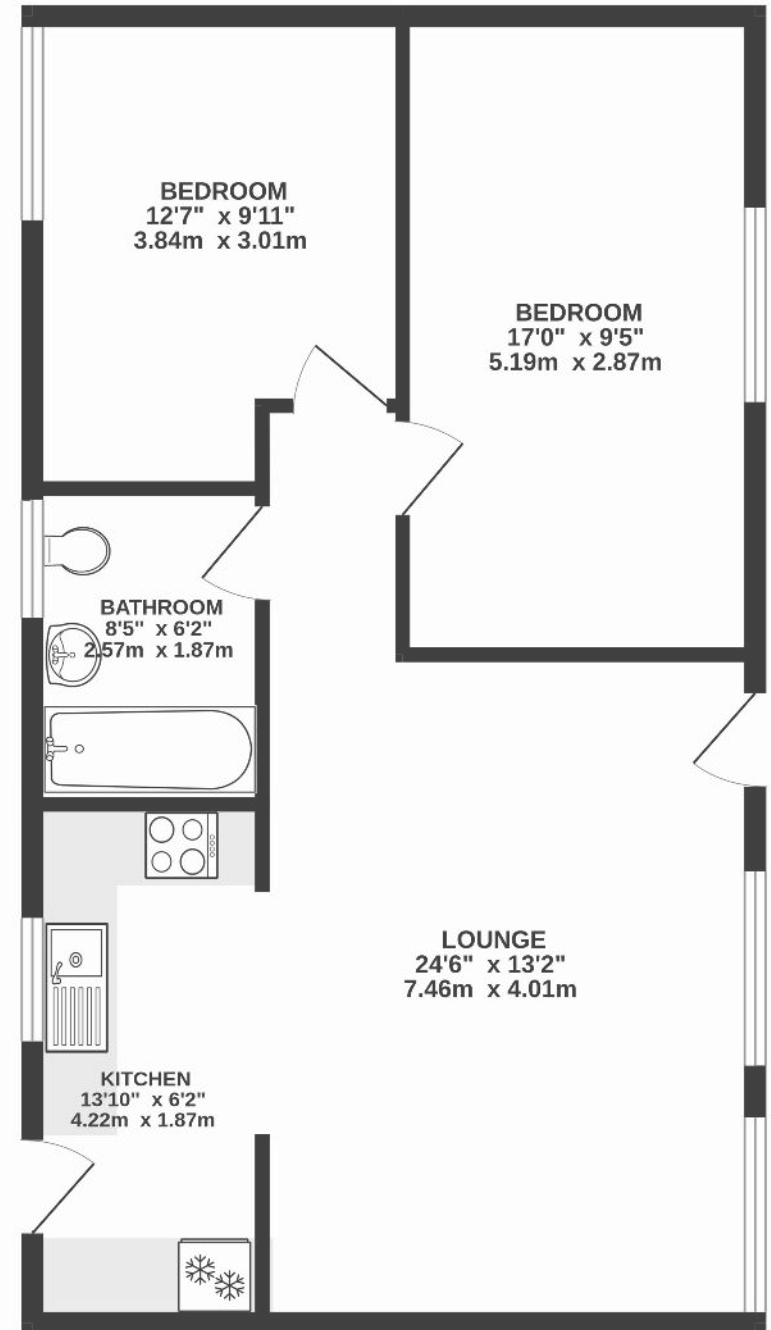 BEDROOM
12'7" x 9'11"
3.84m x 3.01m
BEDROOM
17'0" x 9'5"
5.19m x 2.87m
BATHROOM
8'5" x 6'2"
2.57m x 1.87m
LOUNGE
24'6" x 13'2"
7.46m x 4.01m
KITCHEN
13'10" x 6'2"
4.22m x 1.87m